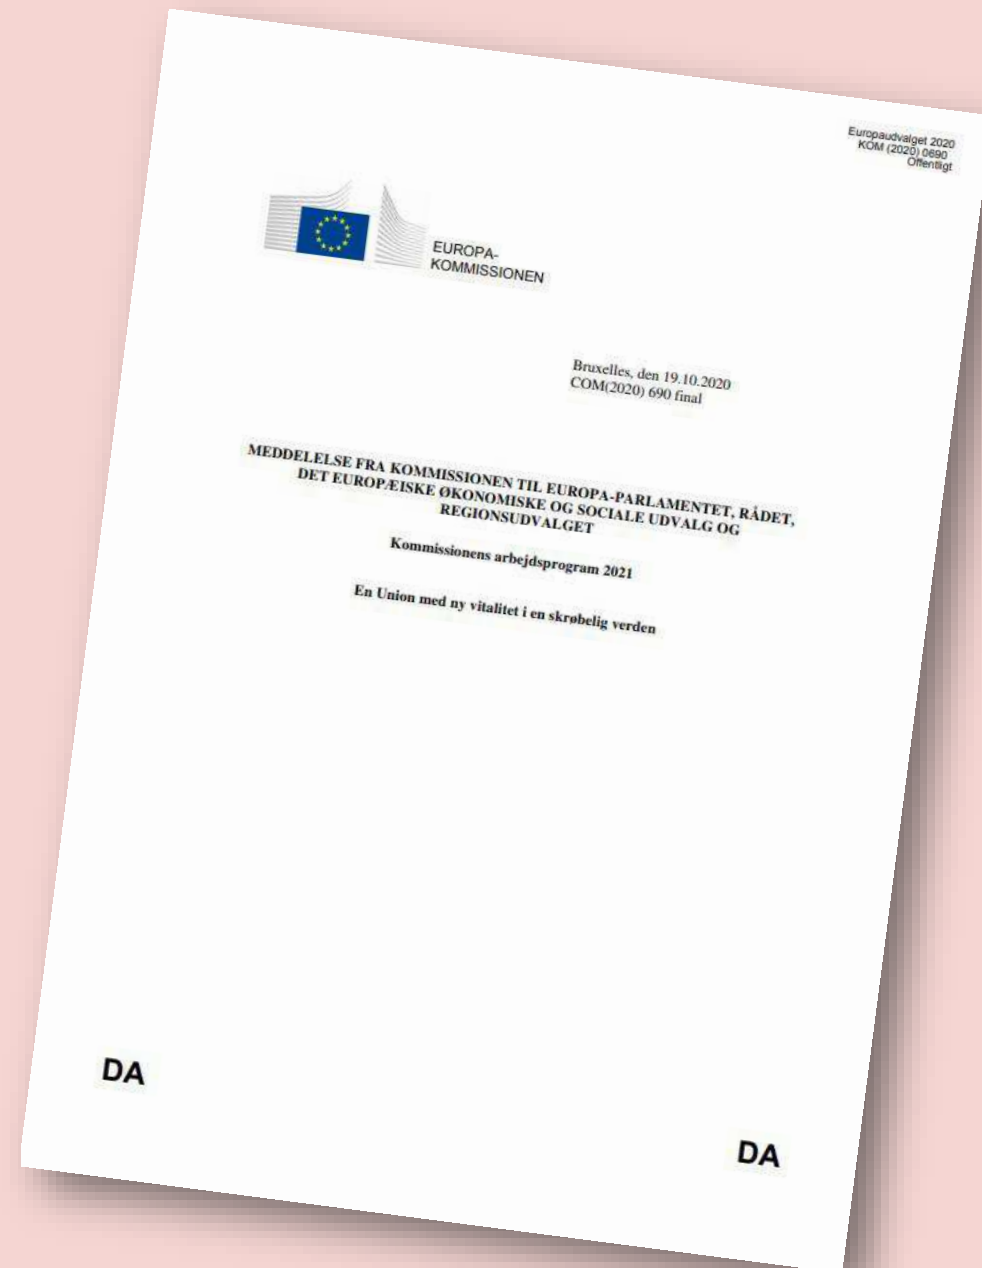 Europaudvalget 2020
KOM (2020) 0690
Offentligt
EUROPA-
KOMMISSIONEN
Bruxelles, den 19.10.2020
COM(2020) 690 final
MEDDELELSE FRA KOMMISSIONEN TIL EUROPA-PARLAMENTET, RÅDET,
DET EUROPÆISKE ØKONOMISKE OG SOCIALE UDVALG OG
REGIONSUDVALGET
Kommissionens arbejdsprogram 2021
En Union med ny vitalitet i en skrøbelig verden
DA
DA